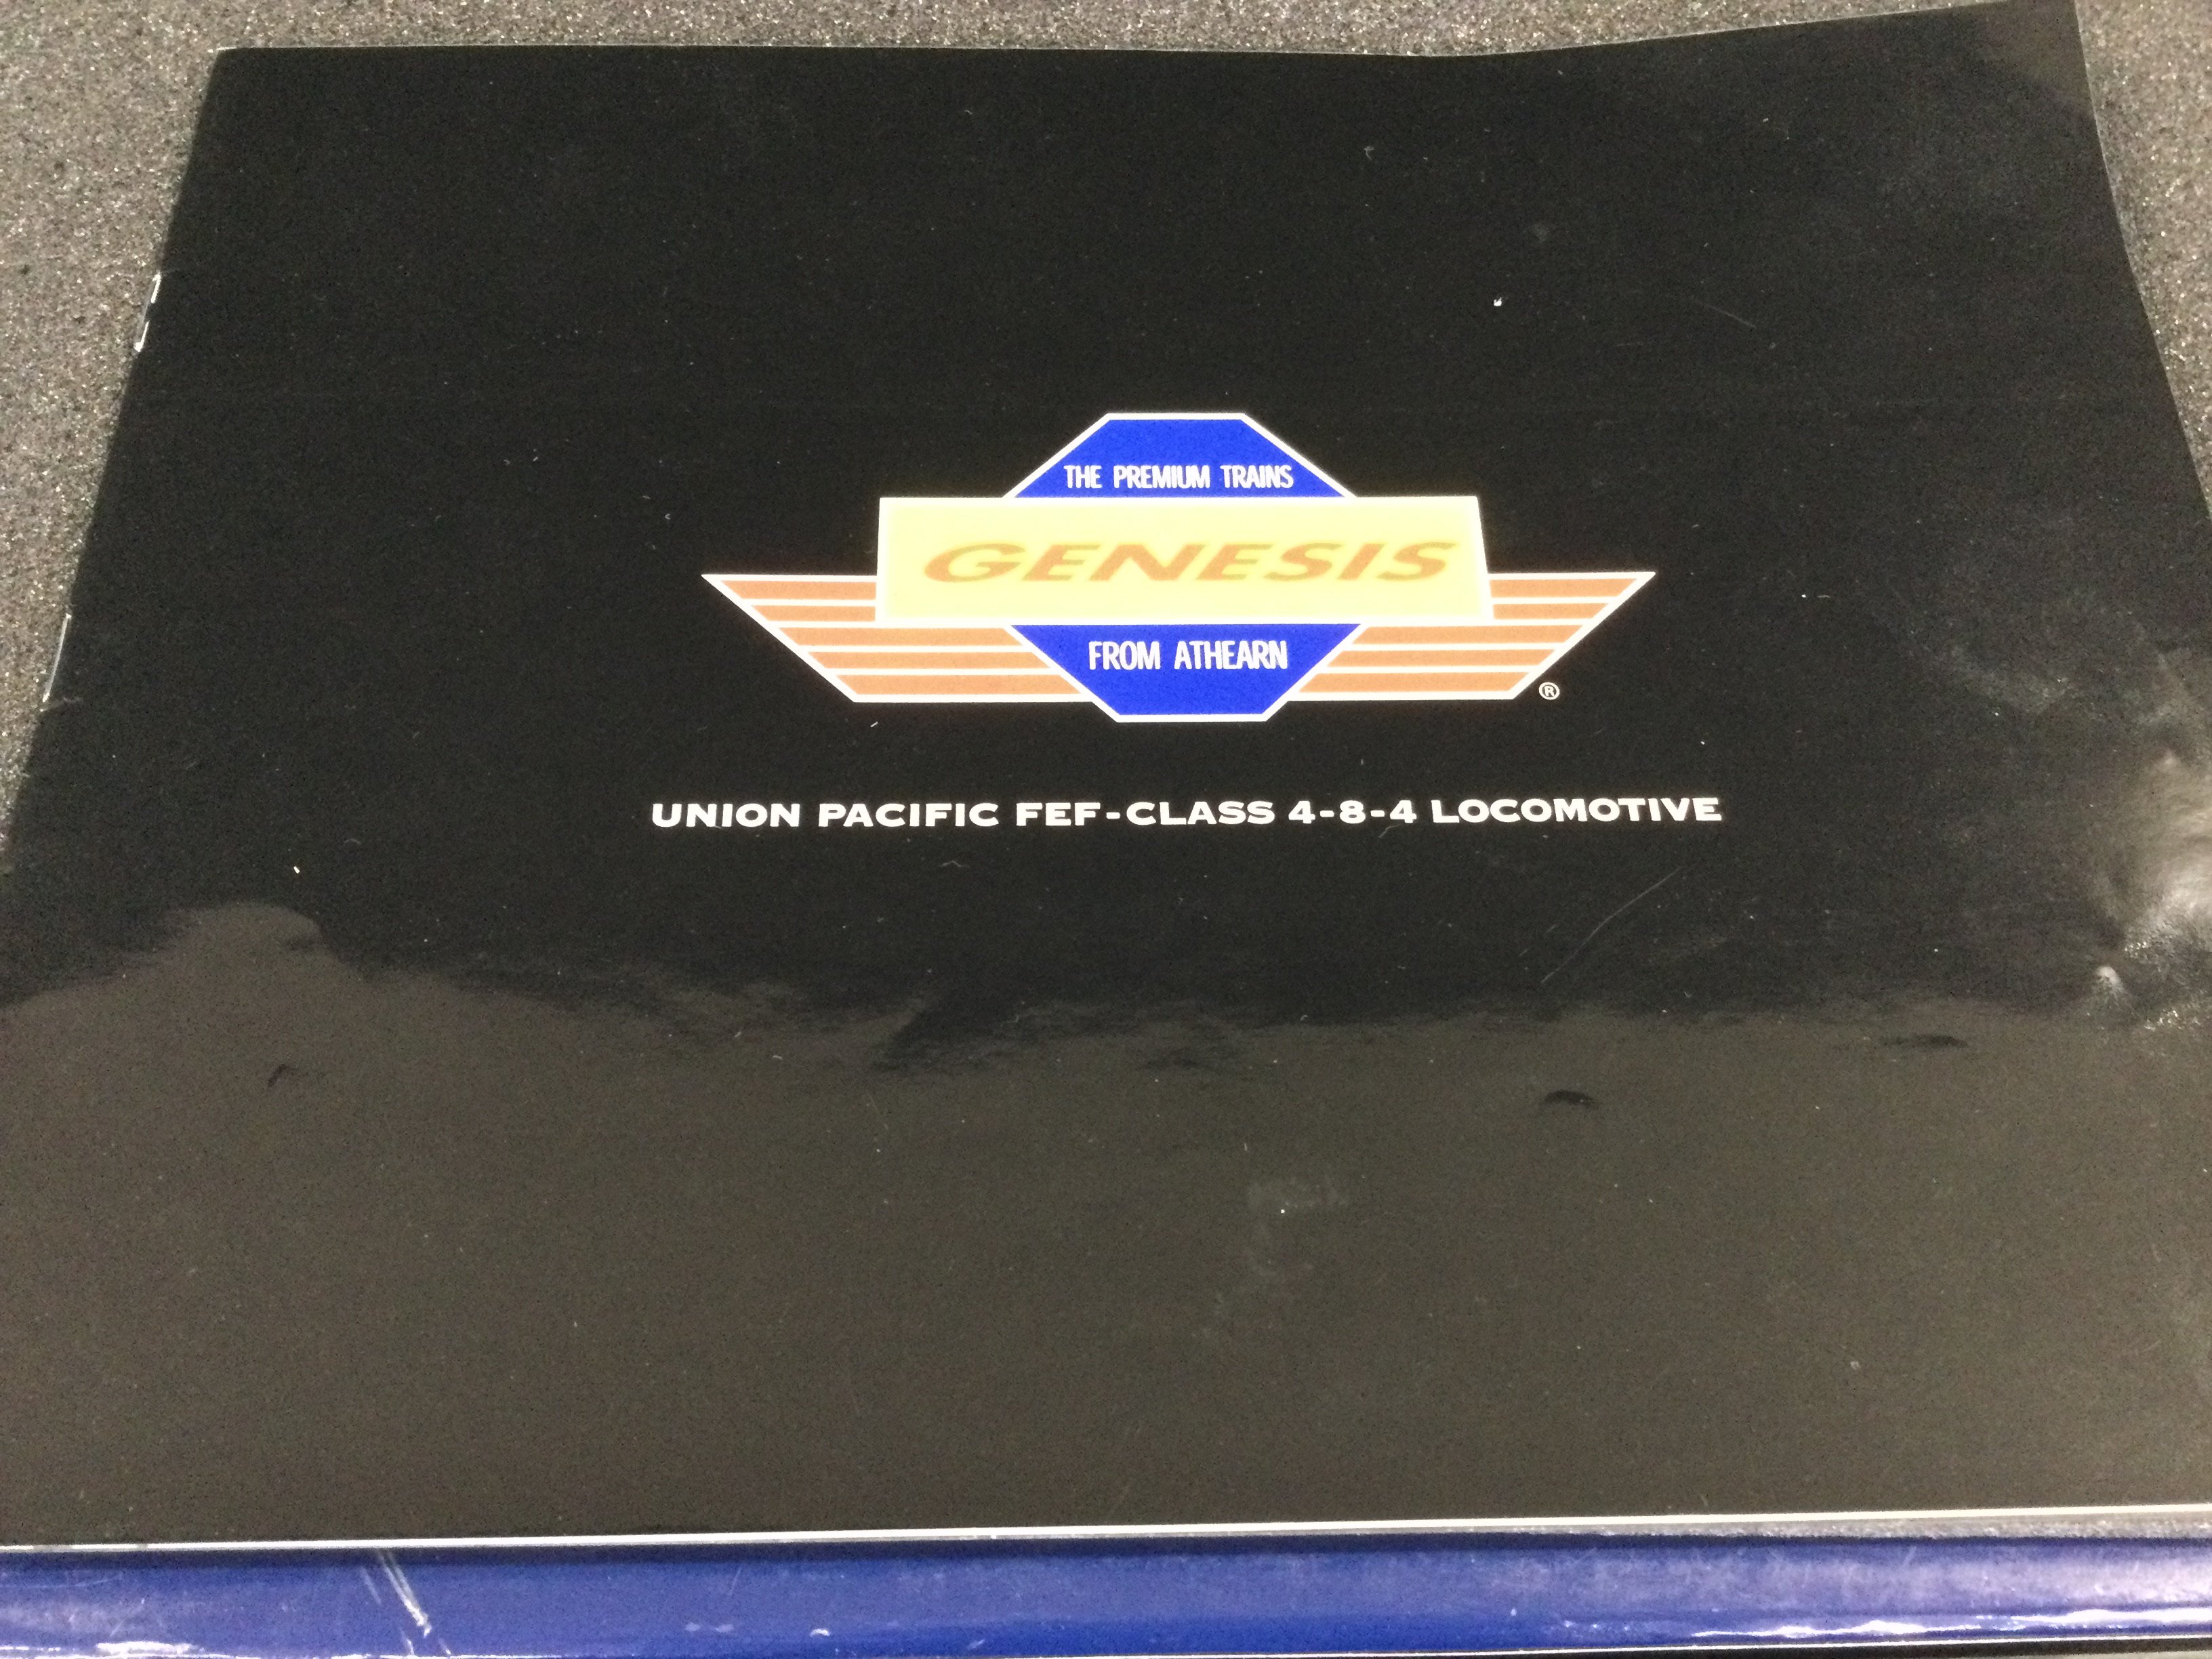 THE PREMIUM TRAINS
GENESIS
FROM ATHEARN
®
UNION PACIFIC FEF-CLASS 4-8-4 LOCOMOTIVE